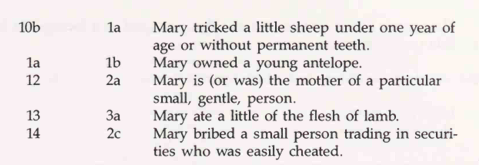 10b 1a Mary tricked a little sheep under one year of
age or without permanent teeth.
1a 1b Mary owned a young antelope.
12 2a Mary is (or was) the mother of a particular
small, gentle, person.
13 3a Mary ate a little of the flesh of lamb.
14 2c Mary bribed a small person trading in securi-
ties who was easily cheated.